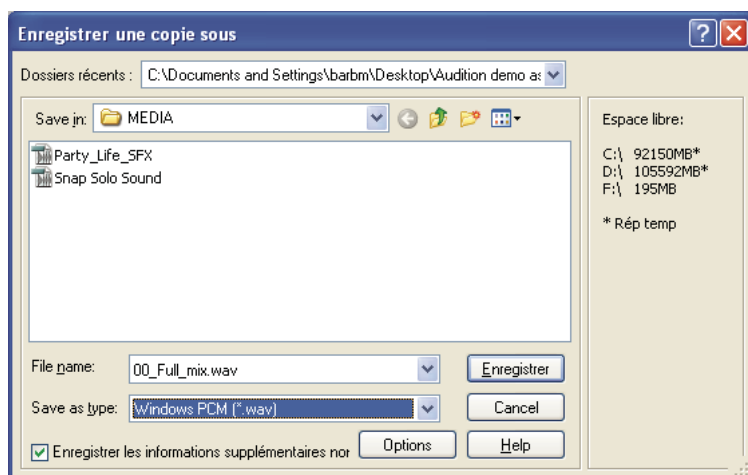 Enregistrer une copie sous
Dossiers récents : C:\Documents and Settings\barbm\Desktop\Audition demo as
Save in: MEDIA
Party_Life_SFX
Snap Solo Sound
File name: 00_Full_mix.wav Enregistrer
Save as type: Windows PCM (*.wav) Cancel
Enregistrer les informations supplémentaires nor Options Help
Espace libre:
C:\ 92150MB*
D:\ 105592MB*
F:\ 195MB
* Rép temp